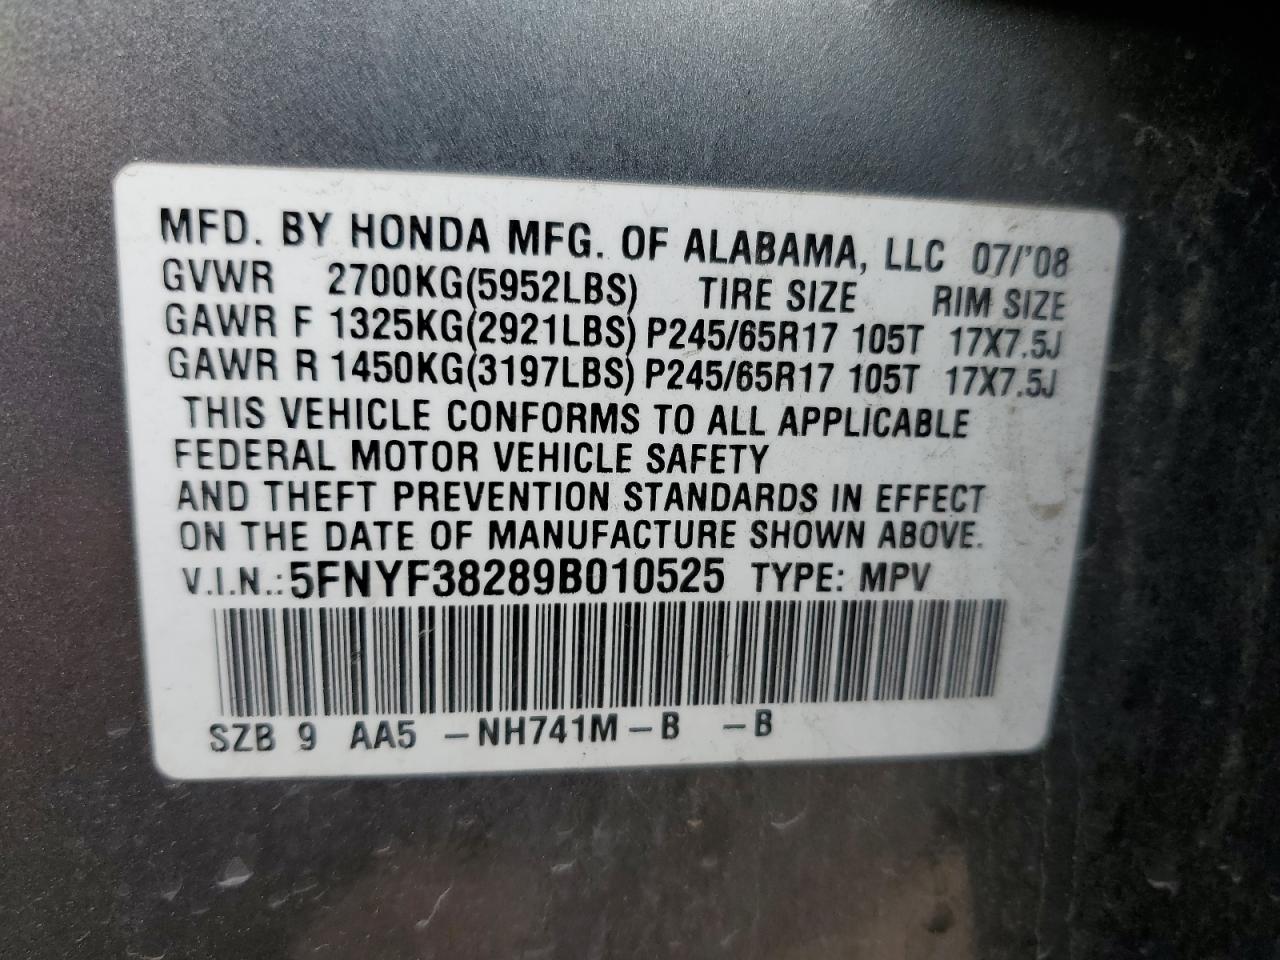 MFD. BY HONDA MFG. OF ALABAMA, LLC 07/'08
GVWR 2700KG(5952LBS) TIRE SIZE RIM SIZE
GAWR F 1325KG(2921LBS) P245/65R17 105T 17X7.5J
GAWR R 1450KG(3197LBS) P245/65R17 105T 17X7.5J
THIS VEHICLE CONFORMS TO ALL APPLICABLE
FEDERAL MOTOR VEHICLE SAFETY
AND THEFT PREVENTION STANDARDS IN EFFECT
ON THE DATE OF MANUFACTURE SHOWN ABOVE.
V.I.N.: 5FNYF38289B010525 TYPE: MPV
SZB 9 AA5 -NH741M-B -B